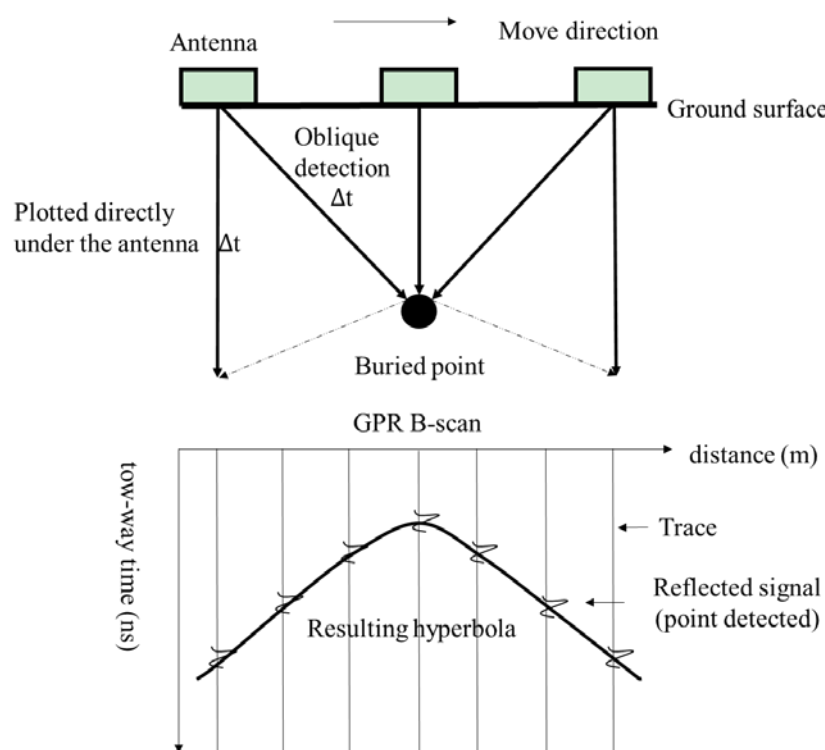 Antenna
Move direction
Ground surface
Oblique
detection
Δt
Plotted directly
under the antenna Δt
Buried point
GPR B-scan
distance (m)
tow-way time (ns)
Trace
Reflected signal
(point detected)
Resulting hyperbola